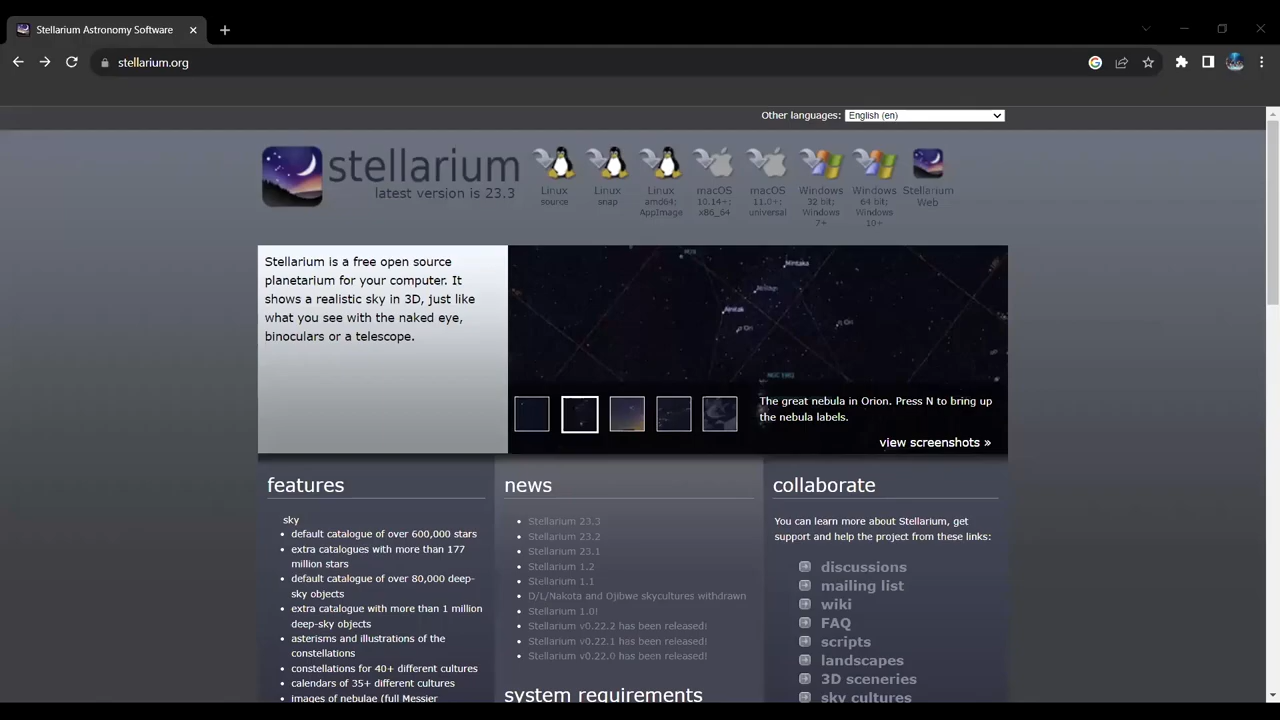 Stellarium Astronomy Software
stellarium.org
Other languages: English (en)
stellarium
latest version is 23.3
Linux
source
Linux
snap
Linux
amd64;
AppImage
macOS
10.14+;
x86_64
macOS
11.0+;
universal
Windows
32 bit;
Windows
7+
Windows
64 bit;
Windows
10+
Stellarium
Web
Stellarium is a free open source
planetarium for your computer. It
shows a realistic sky in 3D, just like
what you see with the naked eye,
binoculars or a telescope.
Mintaka
Alnilam
Alnitak
σ Ori
NGC 1982
The great nebula in Orion. Press N to bring up
the nebula labels.
view screenshots »
features
sky
• default catalogue of over 600,000 stars
• extra catalogues with more than 177
million stars
• default catalogue of over 80,000 deep-
sky objects
• extra catalogue with more than 1 million
deep-sky objects
• asterisms and illustrations of the
constellations
• constellations for 40+ different cultures
• calendars of 35+ different cultures
• images of nebulae (full Messier
news
• Stellarium 23.3
• Stellarium 23.2
• Stellarium 23.1
• Stellarium 1.2
• Stellarium 1.1
• D/L/Nakota and Ojibwe skycultures withdrawn
• Stellarium 1.0!
• Stellarium v0.22.2 has been released!
• Stellarium v0.22.1 has been released!
• Stellarium v0.22.0 has been released!
system requirements
collaborate
You can learn more about Stellarium, get
support and help the project from these links:
discussions
mailing list
wiki
FAQ
scripts
landscapes
3D sceneries
sky cultures